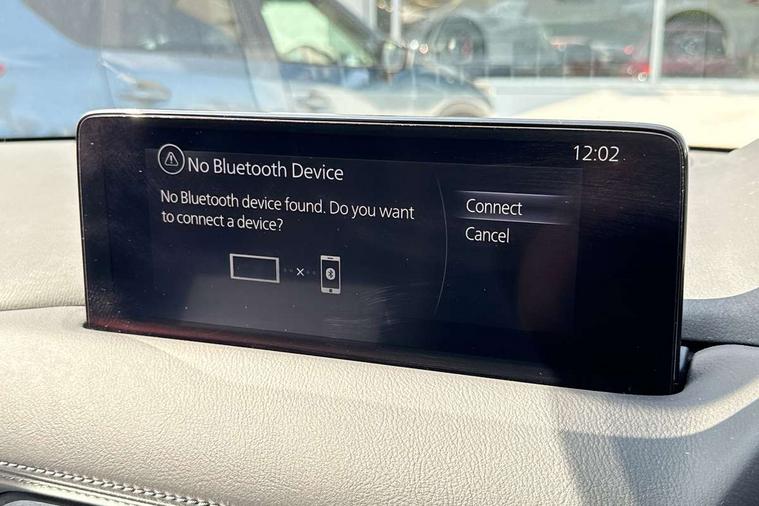 No Bluetooth Device
12:02
No Bluetooth device found. Do you want
to connect a device?
Connect
Cancel